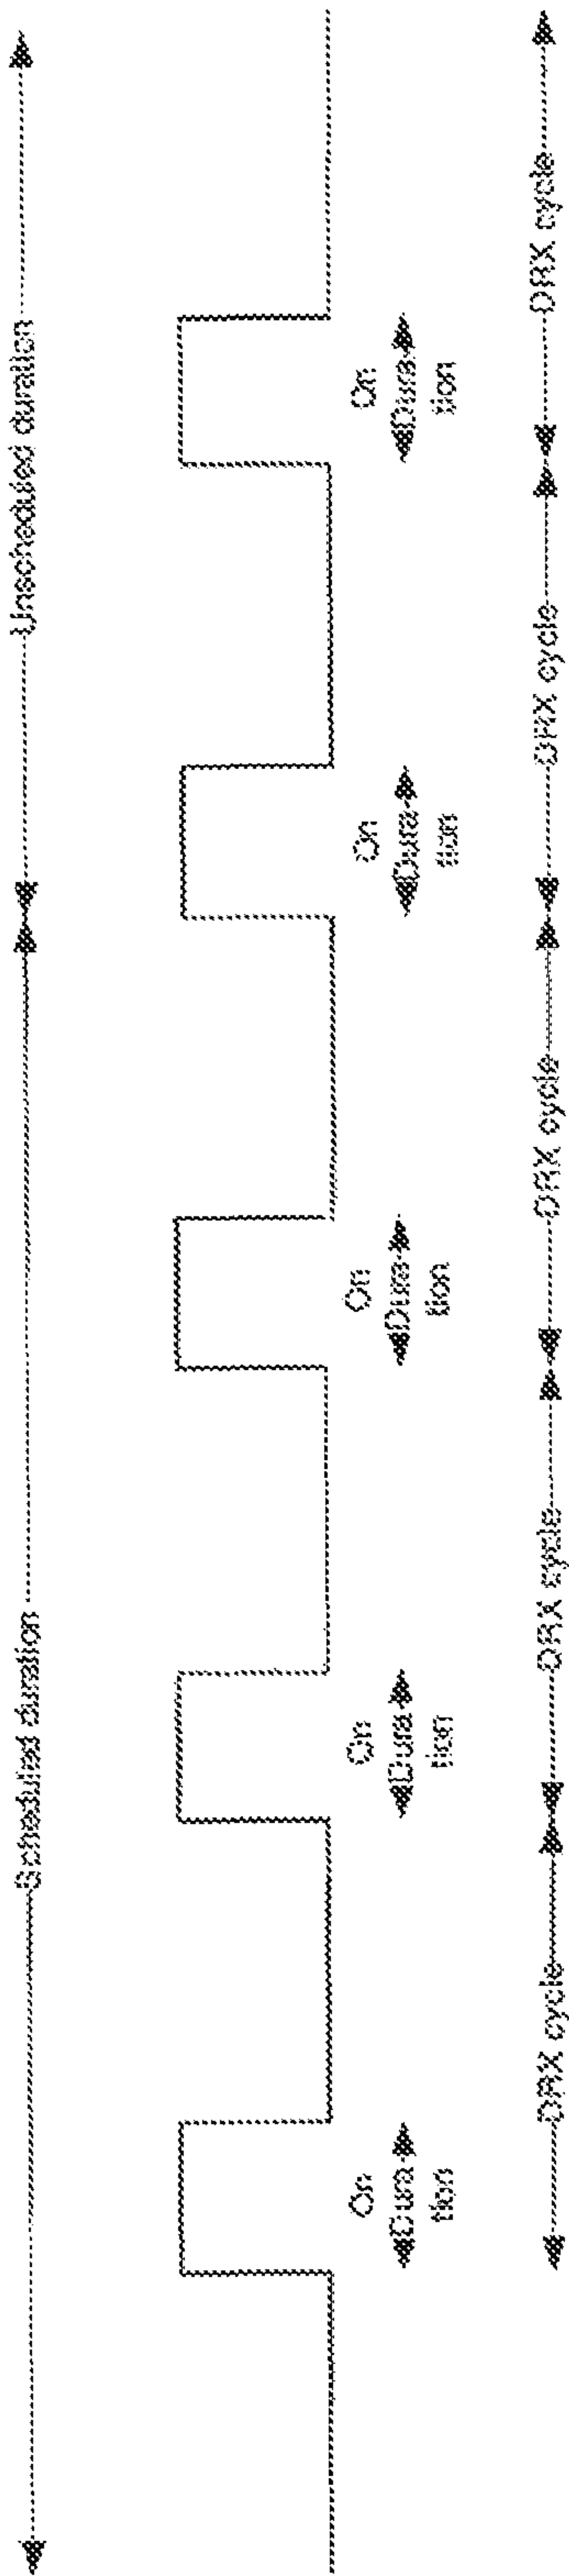 Scheduled duration
Unscheduled duration
On
Dura
tion
On
Dura
tion
On
Dura
tion
On
Dura
tion
On
Dura
tion
DRX cycle
DRX cycle
DRX cycle
DRX cycle
DRX cycle